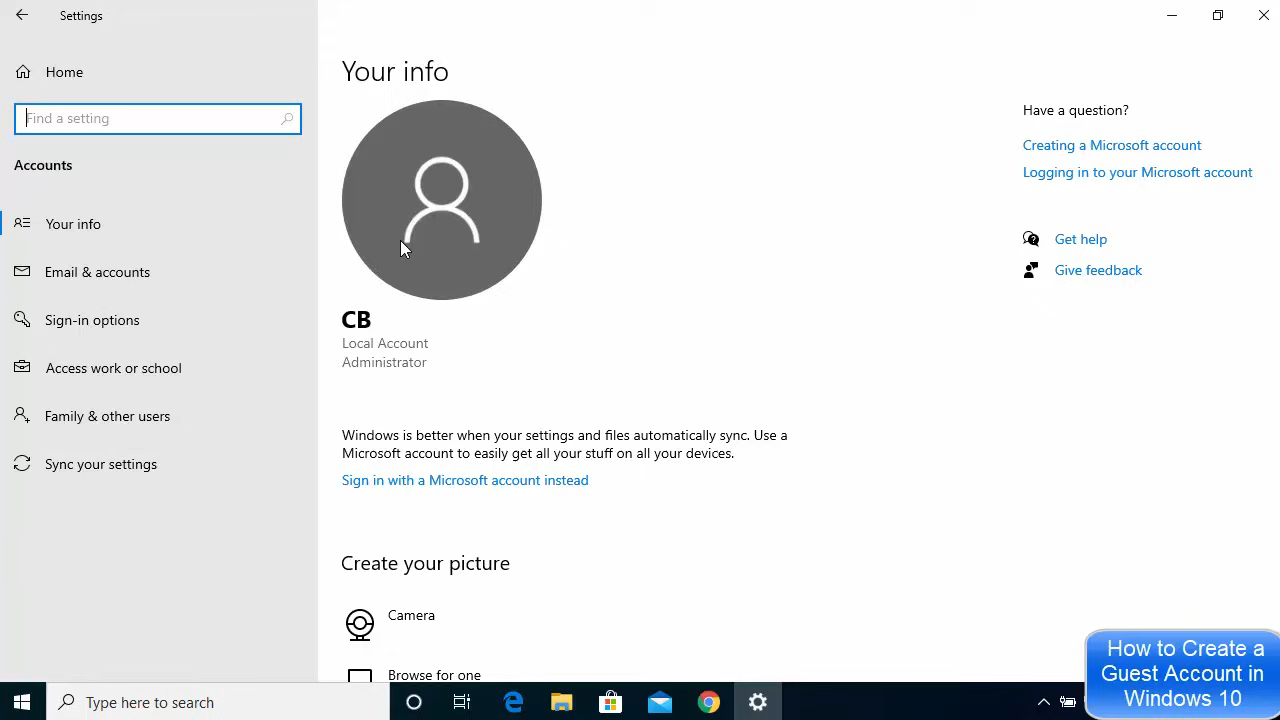 Settings
Home
Find a setting
Accounts
Your info
Email & accounts
Sign-in options
Access work or school
Family & other users
Sync your settings
Your info
CB
Local Account
Administrator
Windows is better when your settings and files automatically sync. Use a
Microsoft account to easily get all your stuff on all your devices.
Sign in with a Microsoft account instead
Create your picture
Camera
Browse for one
Have a question?
Creating a Microsoft account
Logging in to your Microsoft account
Get help
Give feedback
Type here to search
How to Create a
Guest Account in
Windows 10